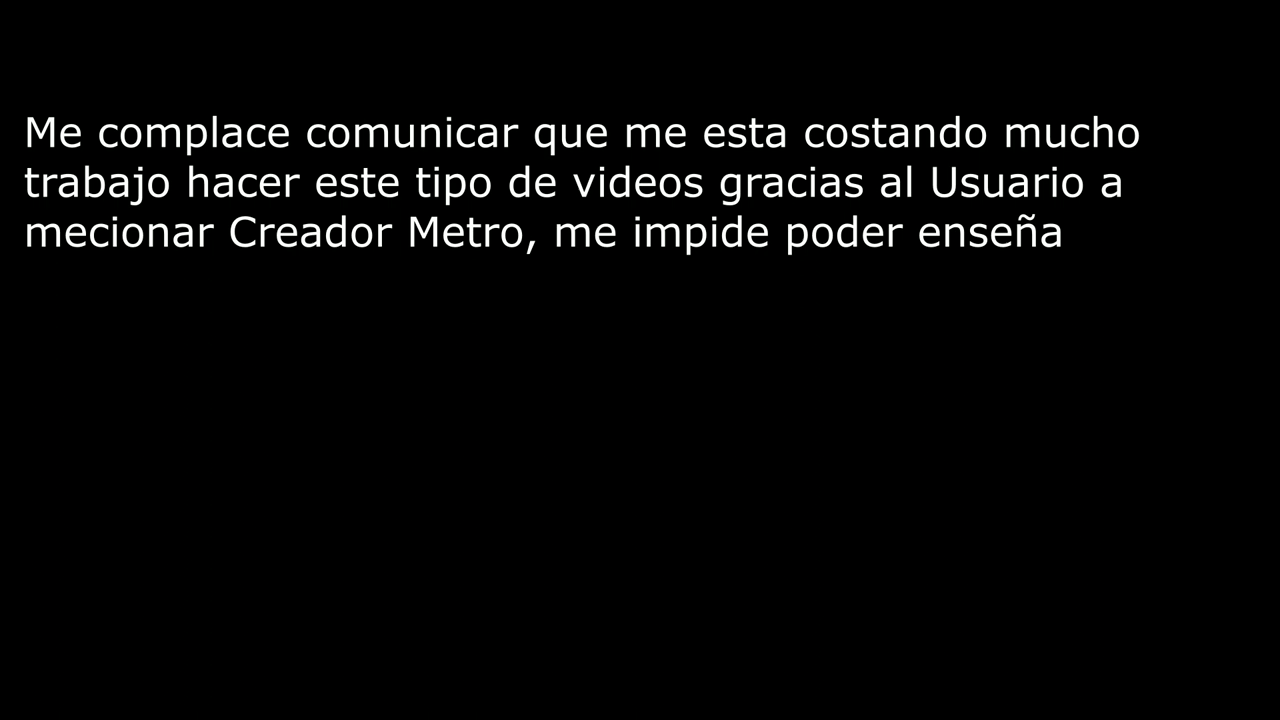 Me complace comunicar que me esta costando mucho
trabajo hacer este tipo de videos gracias al Usuario a
mecionar Creador Metro, me impide poder enseña